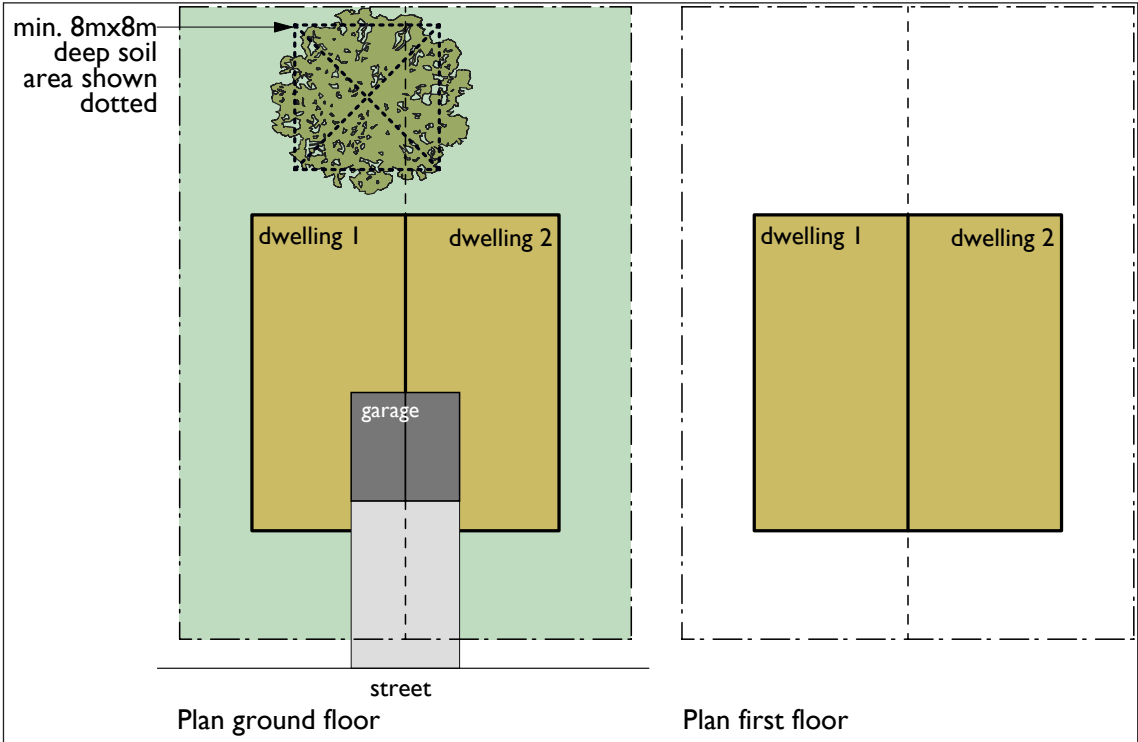 min. 8mx8m
deep soil
area shown
dotted
dwelling 1
dwelling 2
garage
street
Plan ground floor
dwelling 1
dwelling 2
Plan first floor